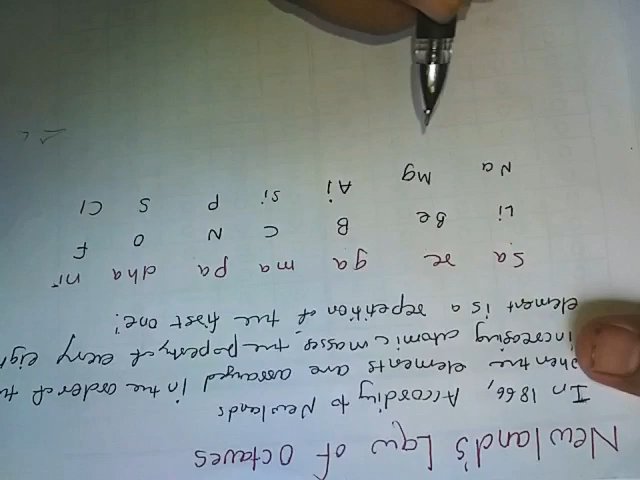 Newland's Law of Octaves
In 1866, According to Newlands
when the elements are arranged in the order of
increasing atomic masses the property of every eigh
element is a repetition of the first one'.
Sa re ga ma pa dha ni
Li Be B C N O F
Na Mg Al Si P S Cl